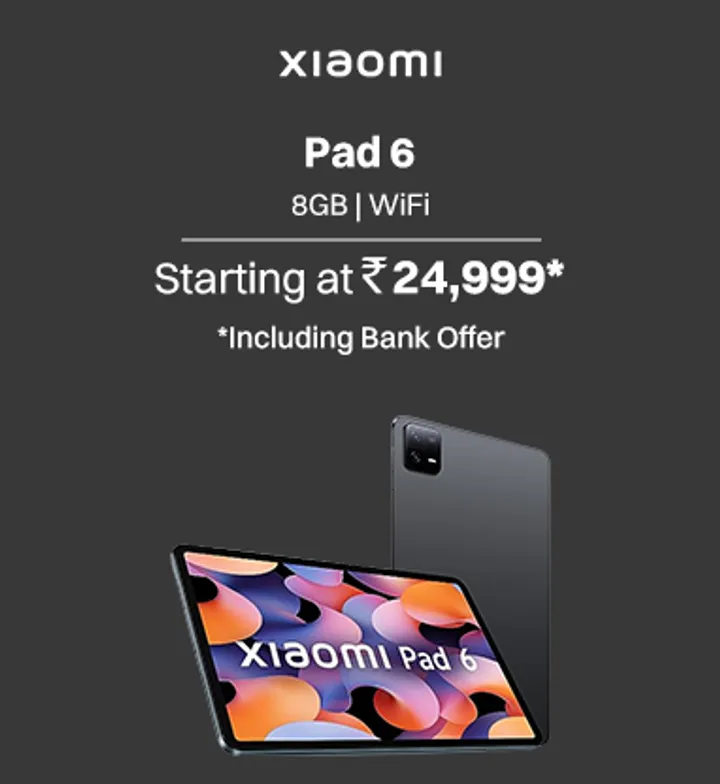 xiaomi
Pad 6
8GB | WiFi
Starting at ₹24,999*
*Including Bank Offer
xiaomi Pad 6